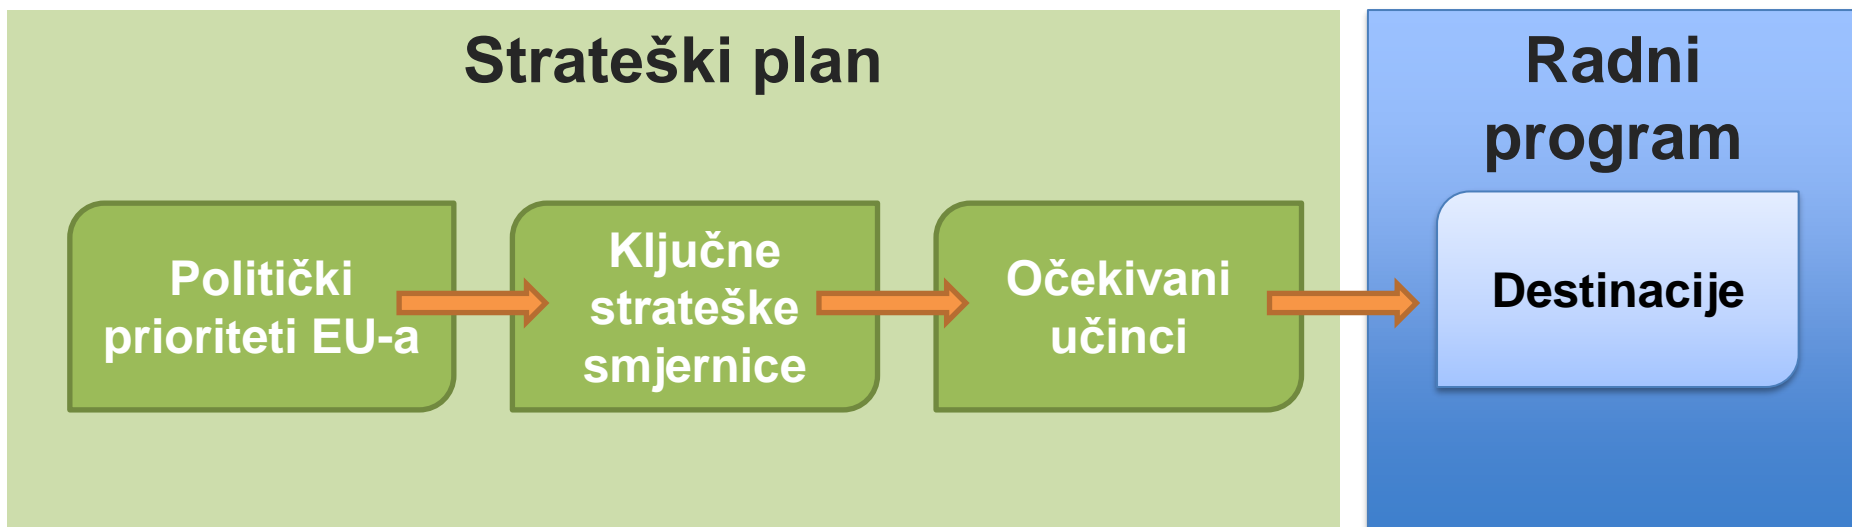 Strateški plan
Politički
prioriteti EU-a
Ključne
strateške
smjernice
Očekivani
učinci
Radni
program
Destinacije